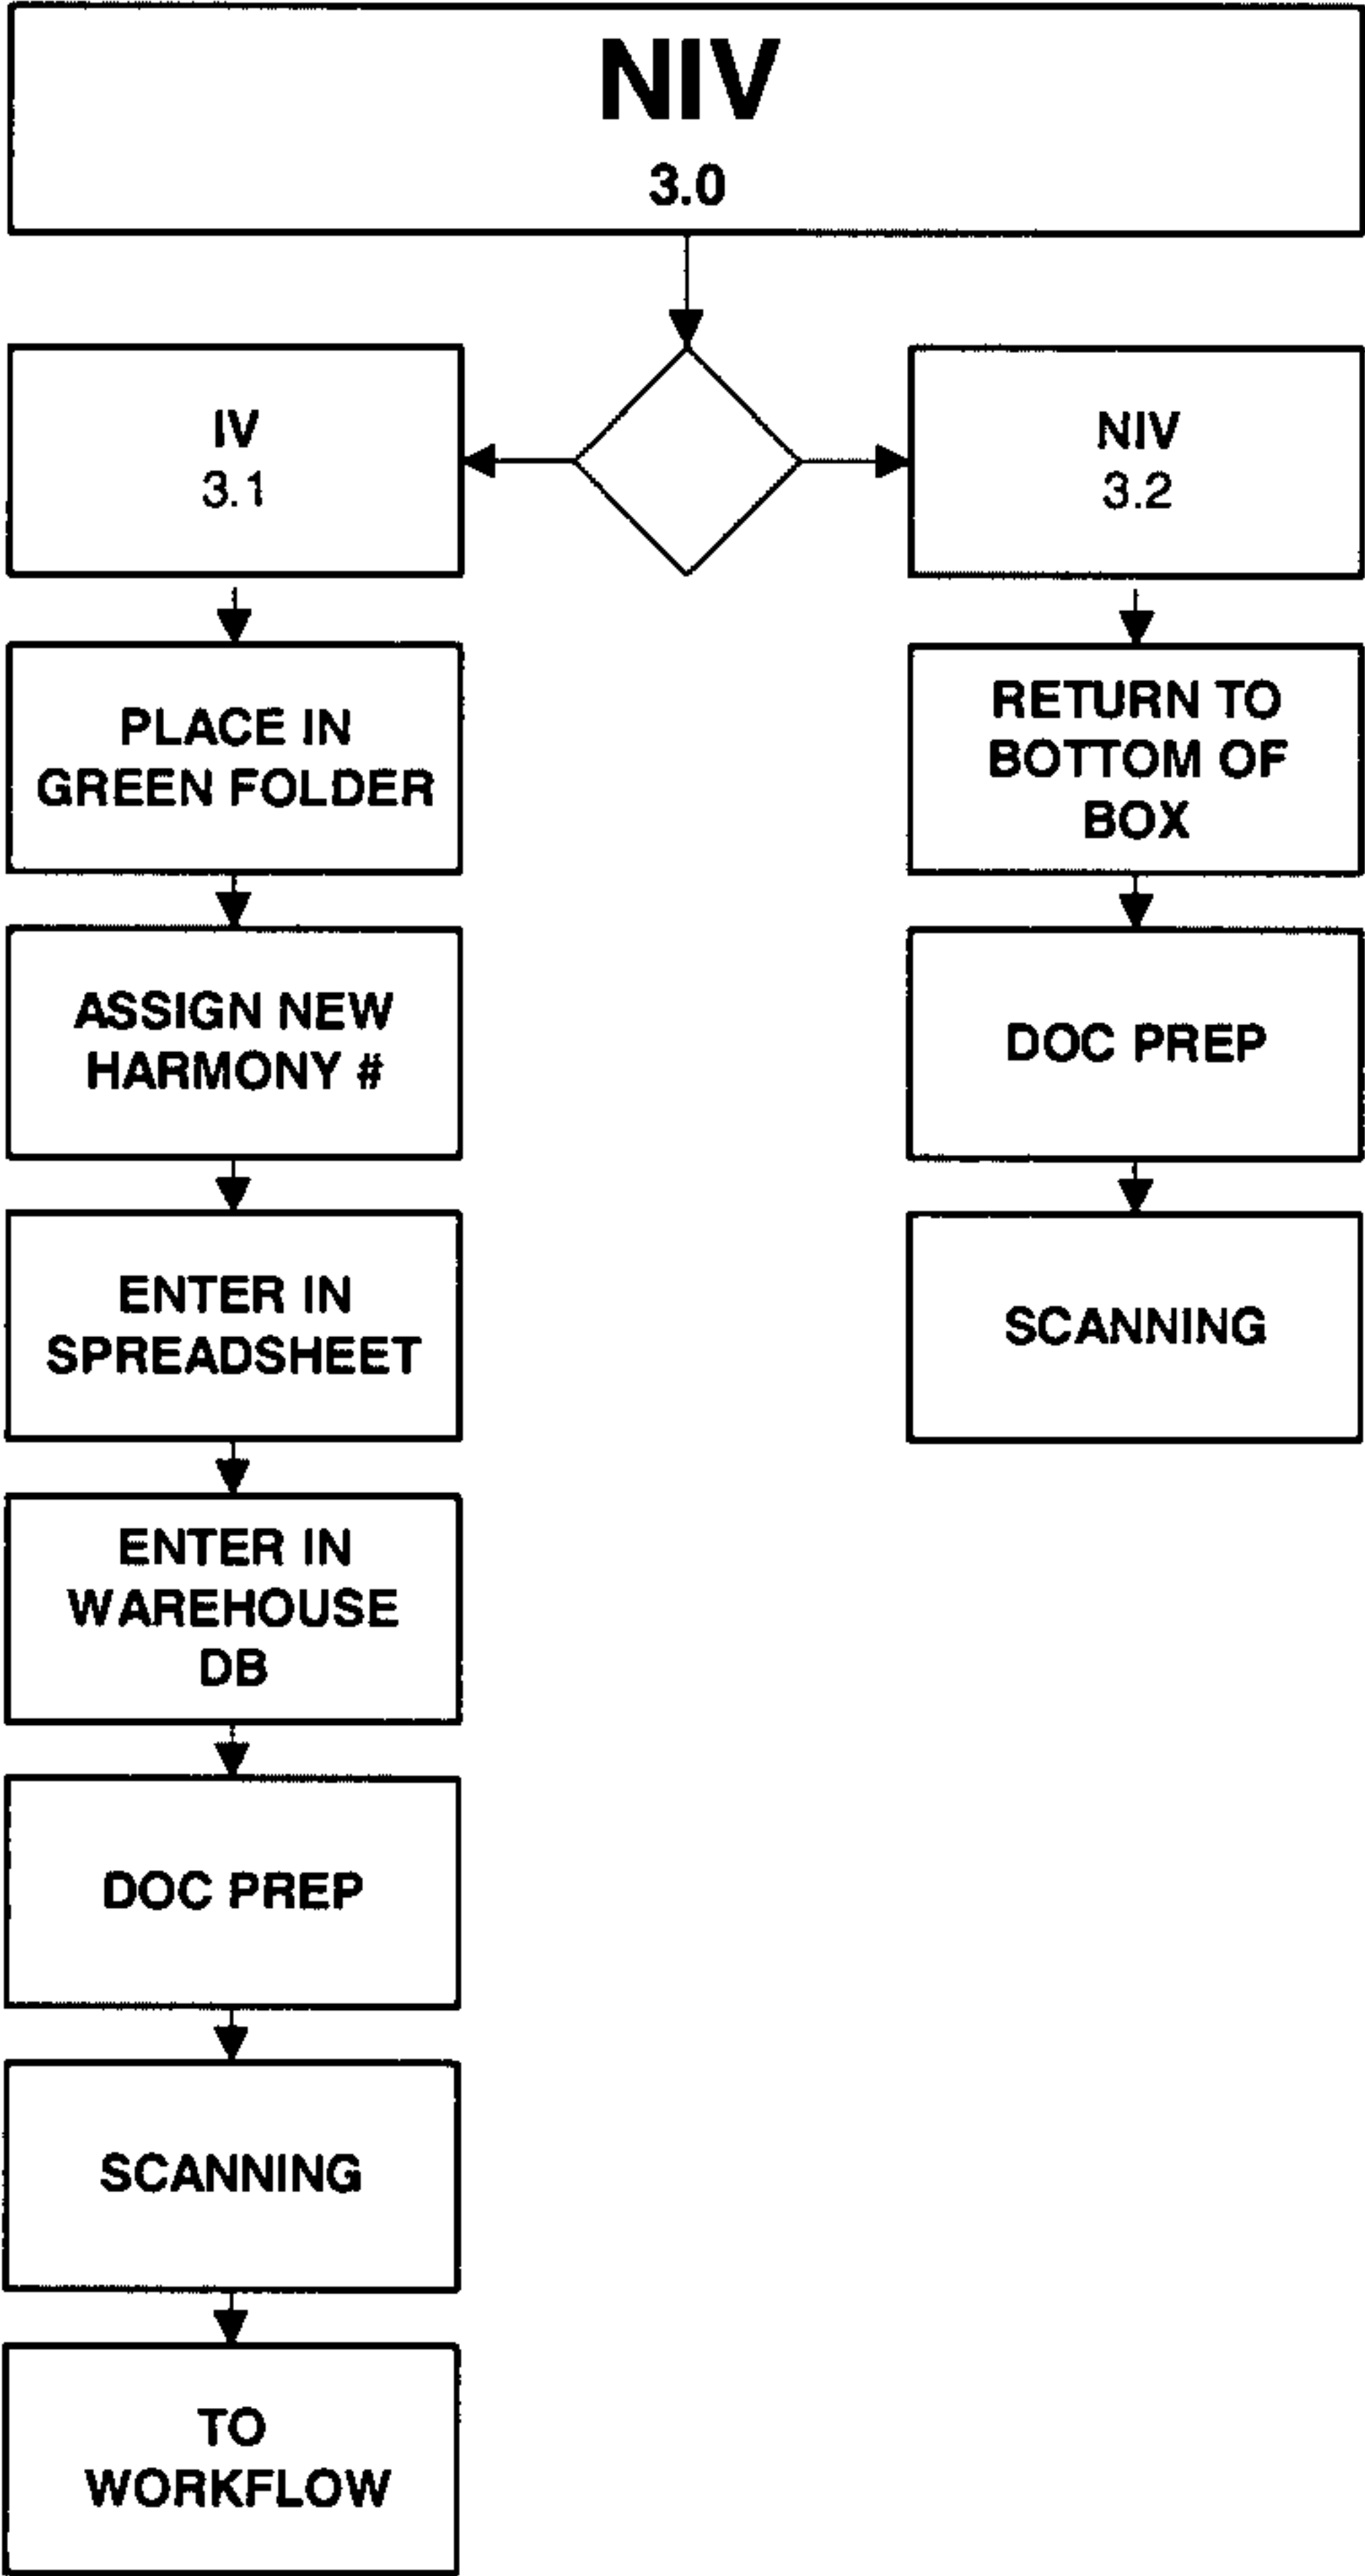 NIV
3.0
IV
3.1
NIV
3.2
PLACE IN
GREEN FOLDER
RETURN TO
BOTTOM OF
BOX
ASSIGN NEW
HARMONY #
DOC PREP
ENTER IN
SPREADSHEET
SCANNING
ENTER IN
WAREHOUSE
DB
DOC PREP
SCANNING
TO
WORKFLOW